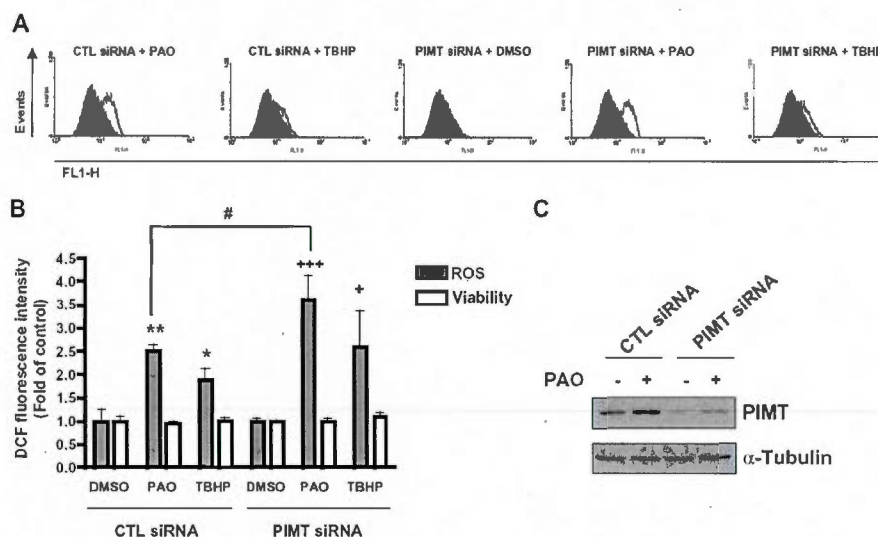 A
CTL siRNA + PAO
CTL siRNA + TBHP
PIMT siRNA + DMSO
PIMT siRNA + PAO
PIMT siRNA + TBHP
Events
FL1-H
B
#
DCF fluorescence intensity
(Fold of control)
4.5
4.0
3.5
3.0
2.5
2.0
1.5
1.0
0.5
0.0
**
*
+++
+
DMSO PAO TBHP DMSO PAO TBHP
CTL siRNA PIMT siRNA
ROS
Viability
C
CTL siRNA
PIMT siRNA
PAO - + - +
PIMT
α-Tubulin